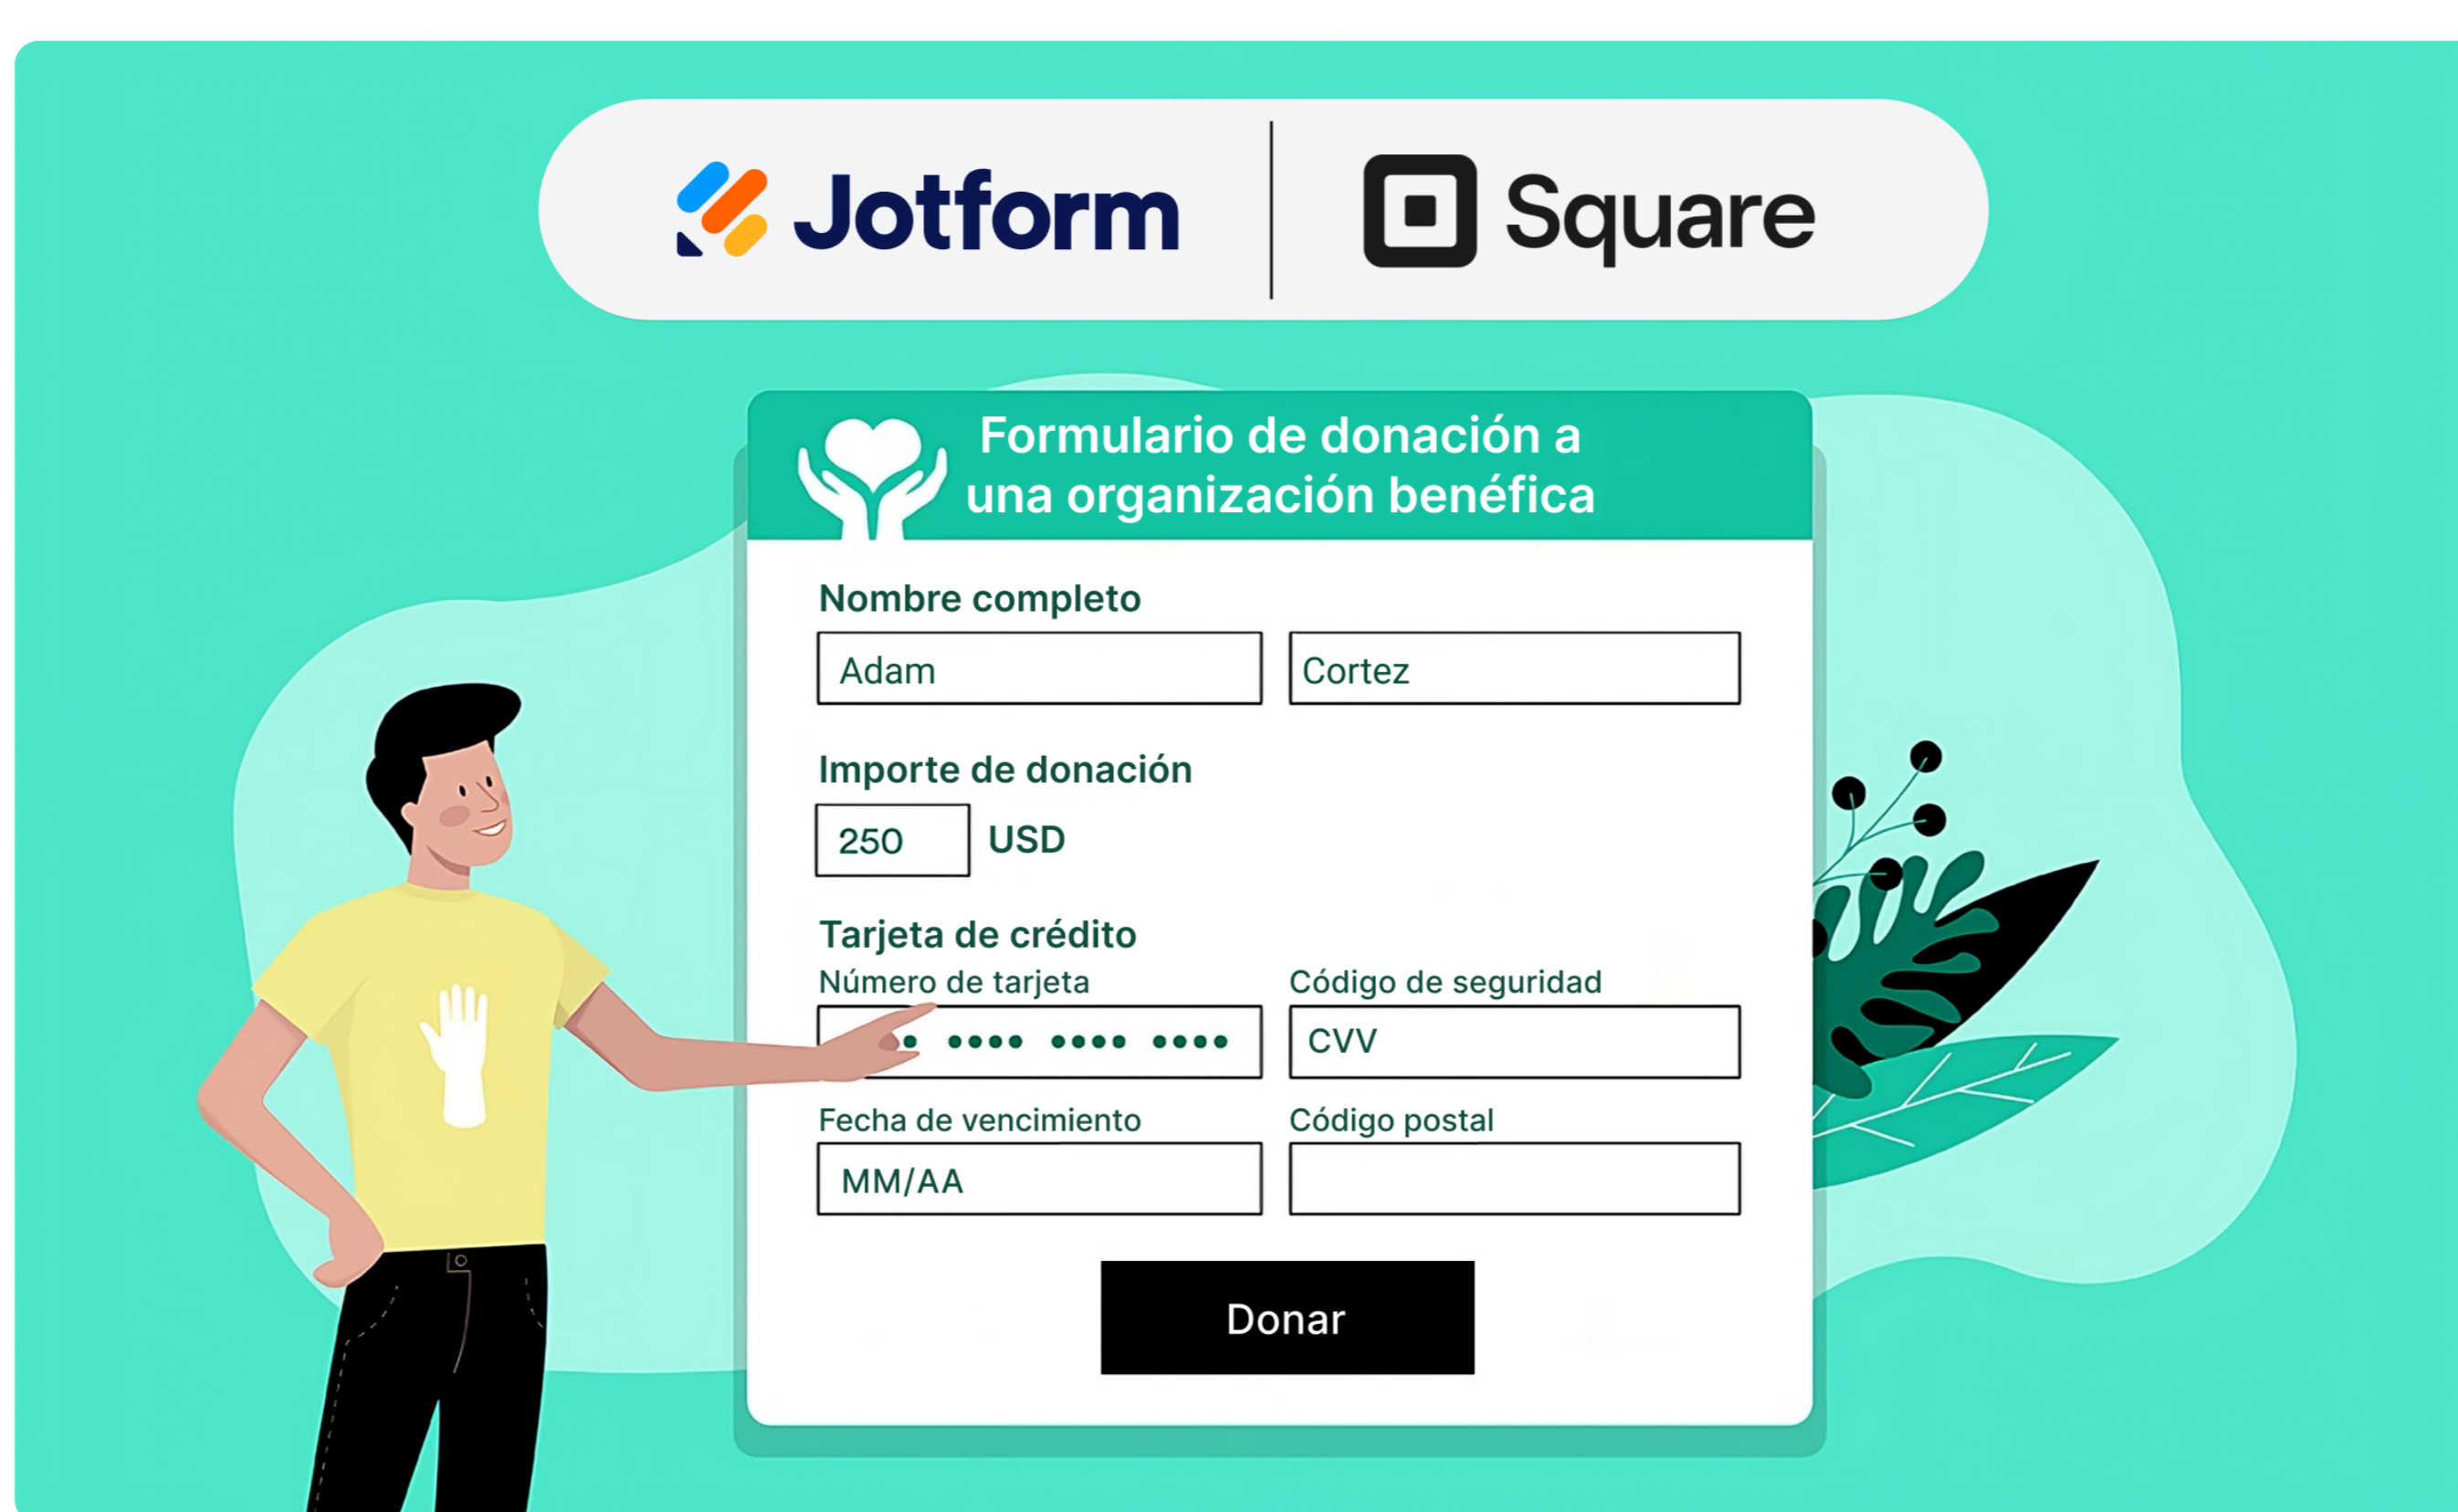 Jotform
Square
Formulario de donación a
una organización benéfica
Nombre completo
Adam
Cortez
Importe de donación
250 USD
Tarjeta de crédito
Número de tarjeta
Código de seguridad
CVV
Fecha de vencimiento
Código postal
MM/AA
Donar